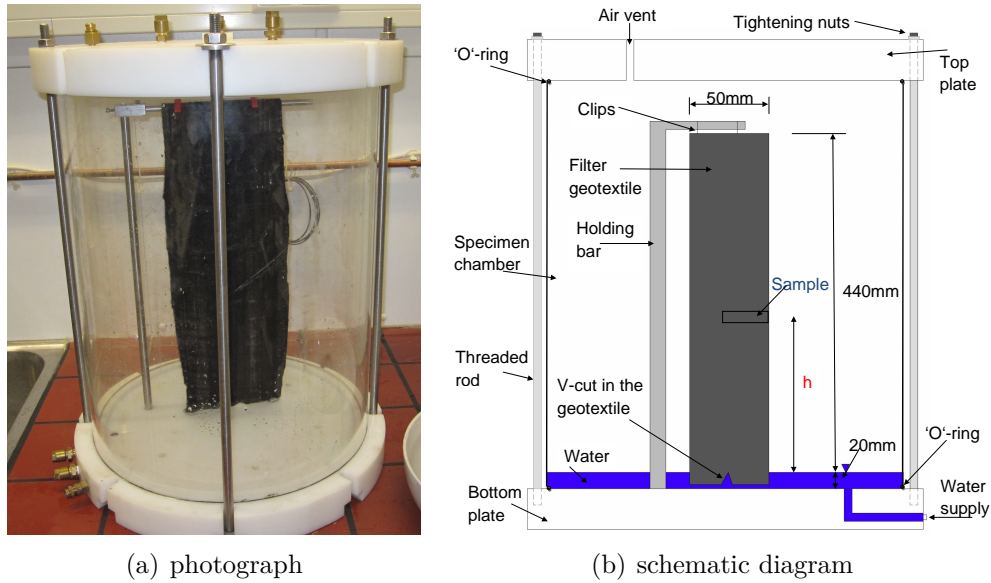 Air vent
Tightening nuts
'O'-ring
Top
plate
50mm
Clips
Filter
geotextile
Holding
bar
Specimen
chamber
Sample
440mm
Threaded
rod
h
V-cut in the
geotextile
20mm
'O'-ring
Water
Water
supply
Bottom
plate
(a) photograph
(b) schematic diagram